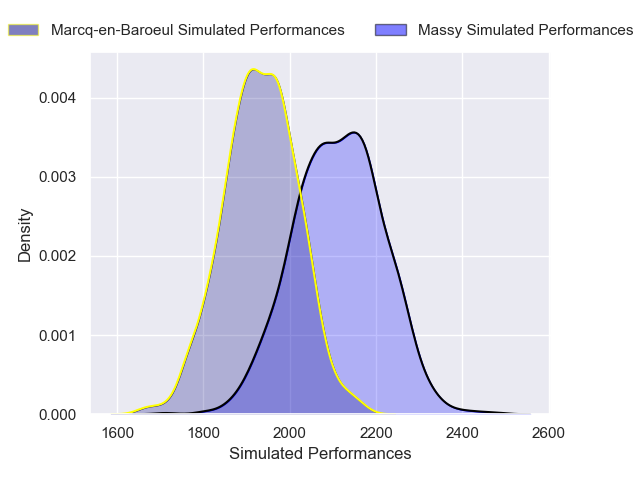 Marcq-en-Baroeul Simulated Performances Massy Simulated Performances
0.004
0.003
0.002
0.001
0.000
Density
1600 1800 2000 2200 2400 2600
Simulated Performances